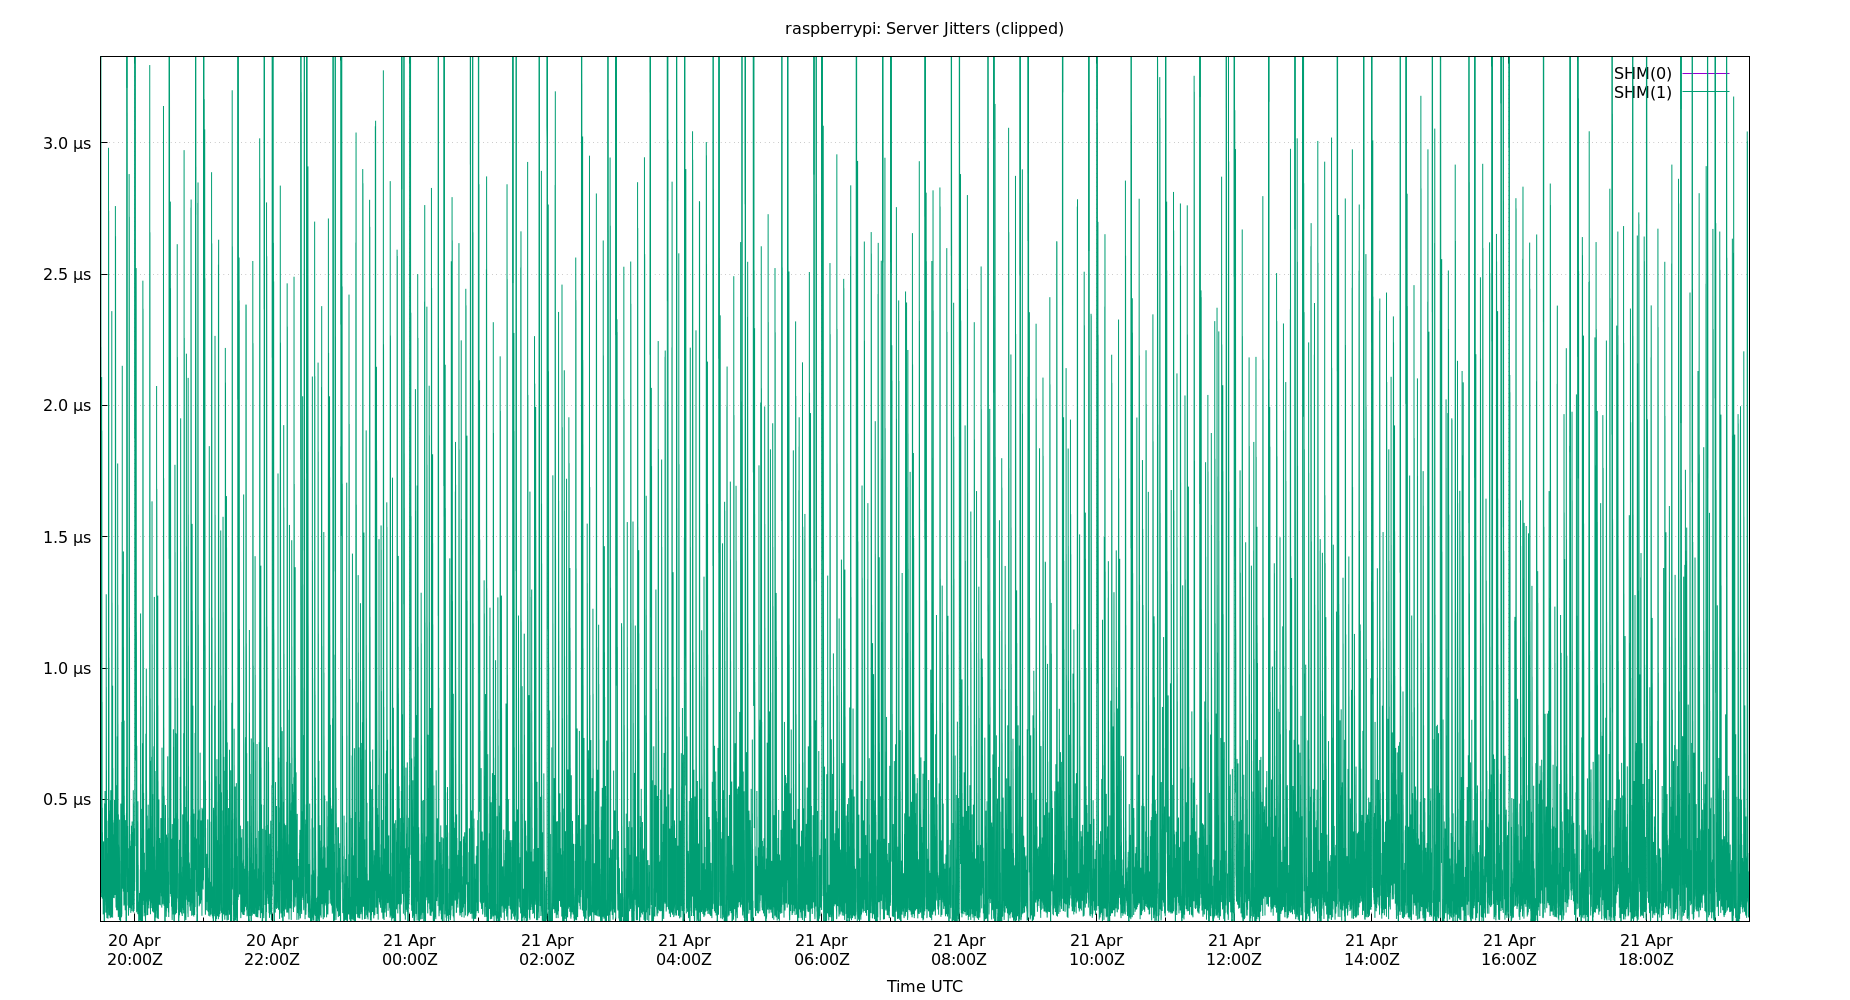 raspberrypi: Server Jitters (clipped)
SHM(0)
SHM(1)
3.0 µs
2.5 µs
2.0 µs
1.5 µs
1.0 µs
0.5 µs
20 Apr 20 Apr 21 Apr 21 Apr 21 Apr 21 Apr 21 Apr 21 Apr 21 Apr 21 Apr 21 Apr 21 Apr
20:00Z 22:00Z 00:00Z 02:00Z 04:00Z 06:00Z 08:00Z 10:00Z 12:00Z 14:00Z 16:00Z 18:00Z
Time UTC